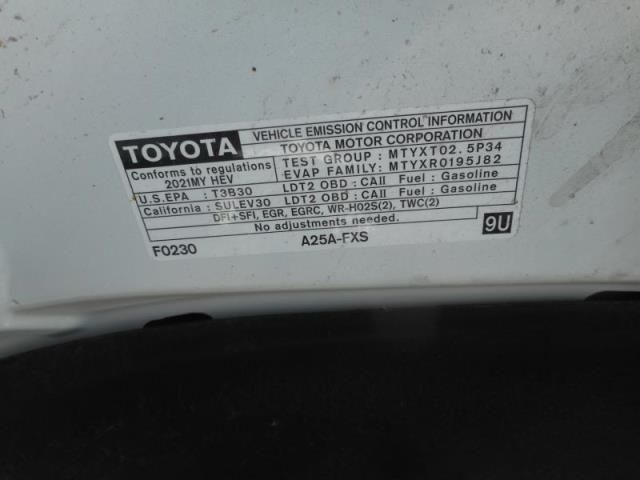 TOYOTA VEHICLE EMISSION CONTROL INFORMATION
TOYOTA MOTOR CORPORATION
Conforms to regulations TEST GROUP : MTYXT02.5P34
2021MY HEV EVAP FAMILY: MTYXR0195J82
U.S.EPA : T3B30 LDT2 OBD : CAII Fuel : Gasoline
California : SULEV30 LDT2 OBD : CAII Fuel : Gasoline
DFI+SFI, EGR, EGRC, WR-HO2S(2), TWC(2)
No adjustments needed.
F0230 A25A-FXS 9U